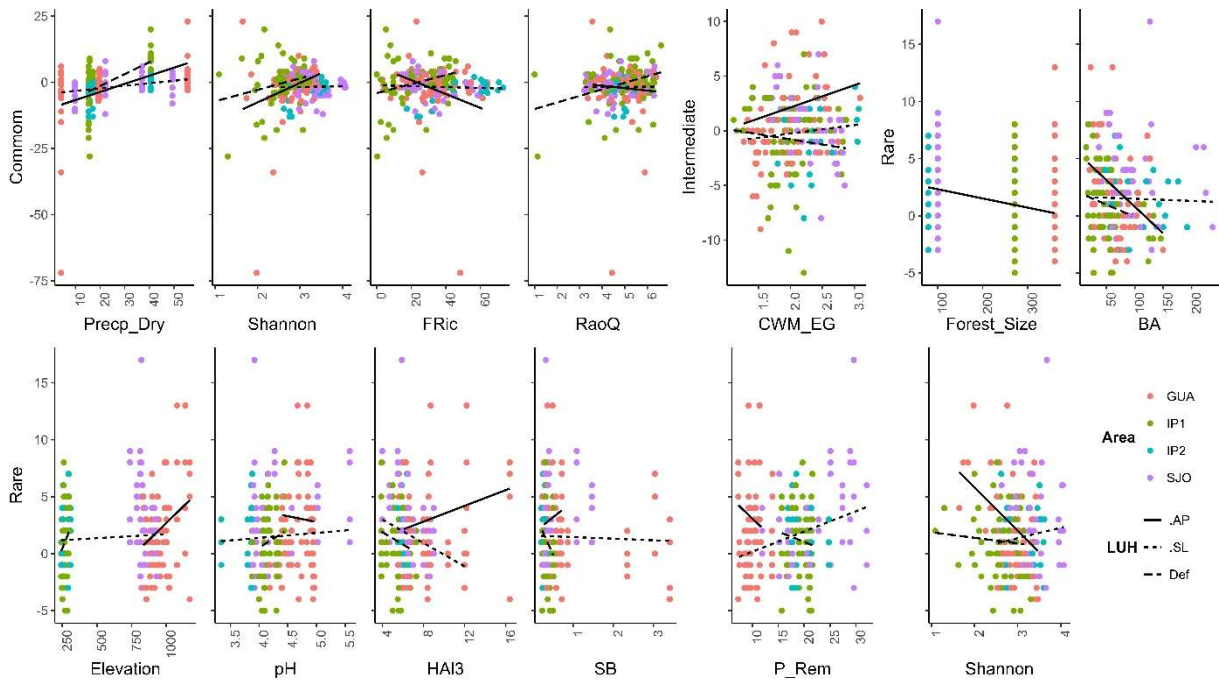 Commom
25
0
-25
-50
-75
10
20
30
40
50
Precp_Dry
1
2
3
4
Shannon
0
20
40
60
FRic
1
2
3
4
5
6
RaoQ
Intermediate
10
5
0
-5
-10
1.5
2.0
2.5
3.0
CWM_EG
Rare
15
10
5
0
-5
100
200
300
Forest_Size
50
100
150
200
BA
Rare
15
10
5
0
-5
250
500
750
1000
Elevation
3.5
4.0
4.5
5.0
5.5
pH
4
8
12
16
HAl3
1
2
3
SB
10
15
20
25
30
P_Rem
1
2
3
4
Shannon
Area
GUA
IP1
IP2
SJO
LUH
.AP
.SL
Def